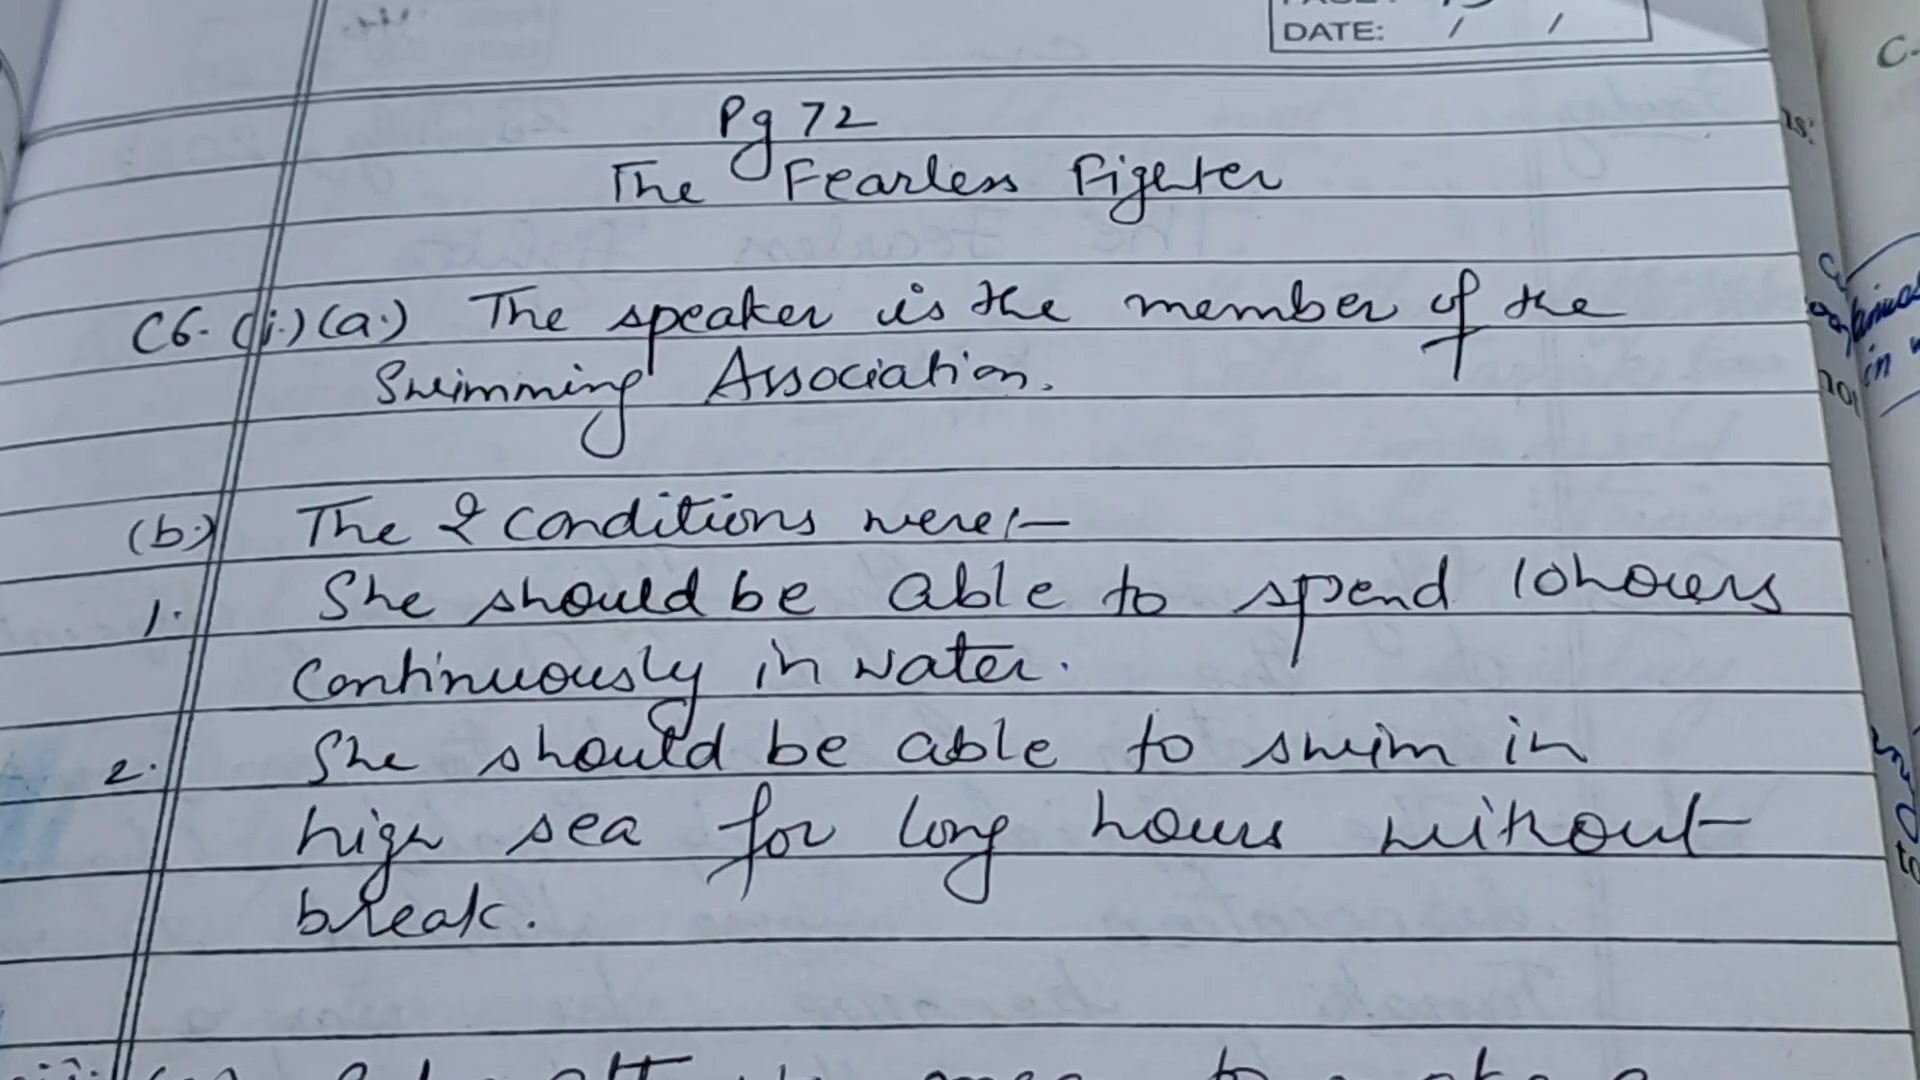 DATE: / /
Pg 72
The Fearless Fighter
C6. (i.) (a.) The speaker is the member of the
Swimming Association.
(b.) The 2 conditions were:-
1. She should be able to spend 10 hours
continuously in water.
2. She should be able to swim in
high sea for long hours without
break.